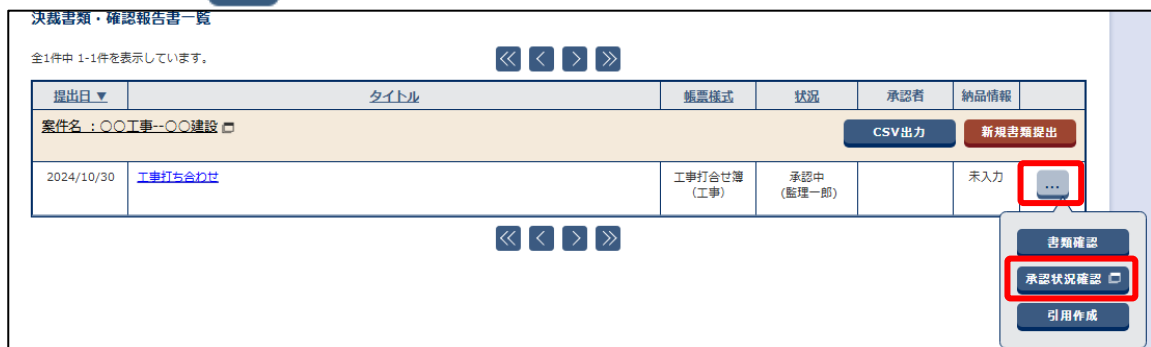 決裁書類・確認報告書一覧
全1件中 1-1件を表示しています。
提出日▼ タイトル 帳票様式 状況 承認者 納品情報
案件名 :〇〇工事--〇〇建設 CSV出力 新規書類提出
2024/10/30 工事打ち合わせ 工事打合せ簿 承認中 未入力 ...
(工事) (監理一郎)
書類確認
承認状況確認
引用作成